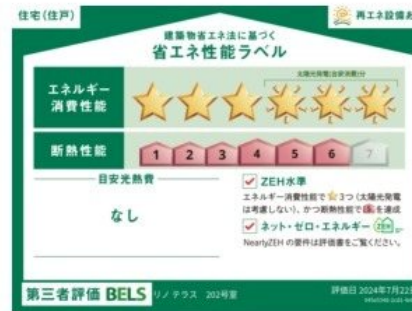 住宅(住戸)
再エネ設備あ
建築物省エネ法に基づく
省エネ性能ラベル
太陽光発電(自家消費)分
エネルギー
消費性能
断熱性能
1 2 3 4 5 6 7
目安光熱費
なし
ZEH水準
エネルギー消費性能で★3つ(太陽光発電
は考慮しない)、かつ断熱性能で5を達成
ネット・ゼロ・エネルギー ZEH
NearlyZEH の要件は評価書をご覧ください。
第三者評価 BELS
リノ テラス 202号室
評価日 2024年7月22